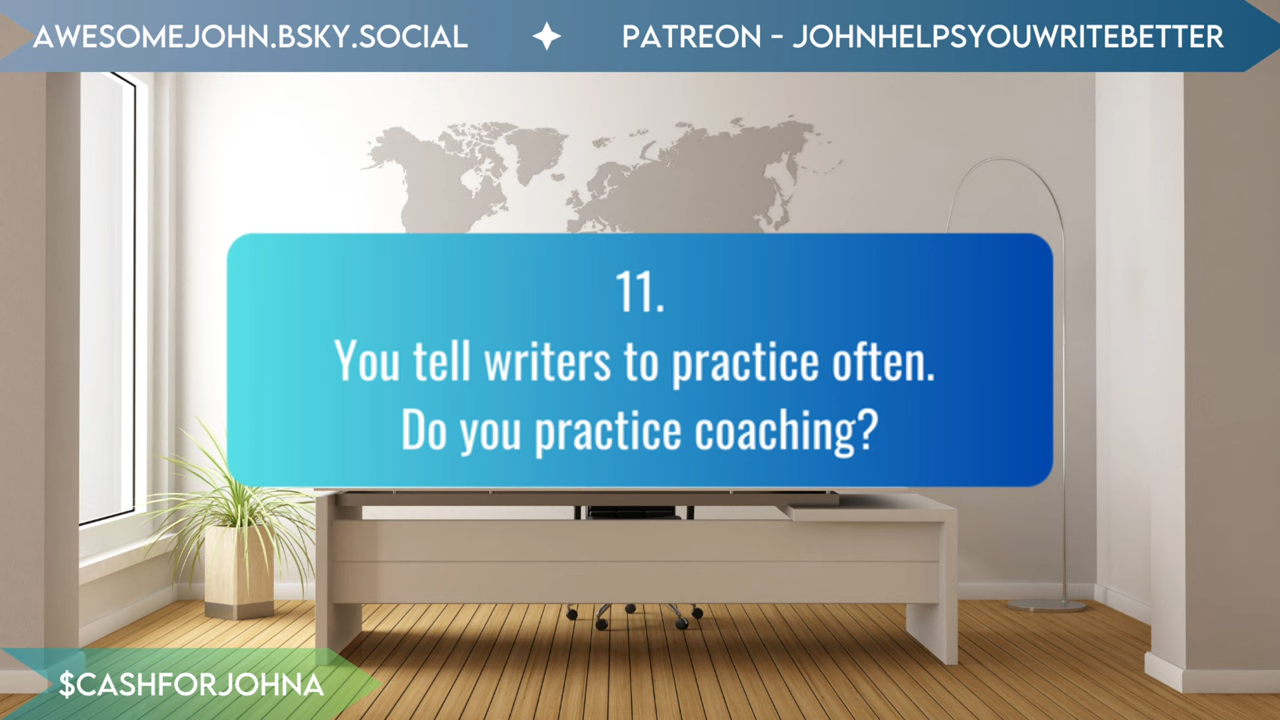 AWESOMEJOHN.BSKY.SOCIAL
PATREON - JOHNHELPSYOUWRITEBETTER
11.
You tell writers to practice often.
Do you practice coaching?
$CASHFORJOHNA